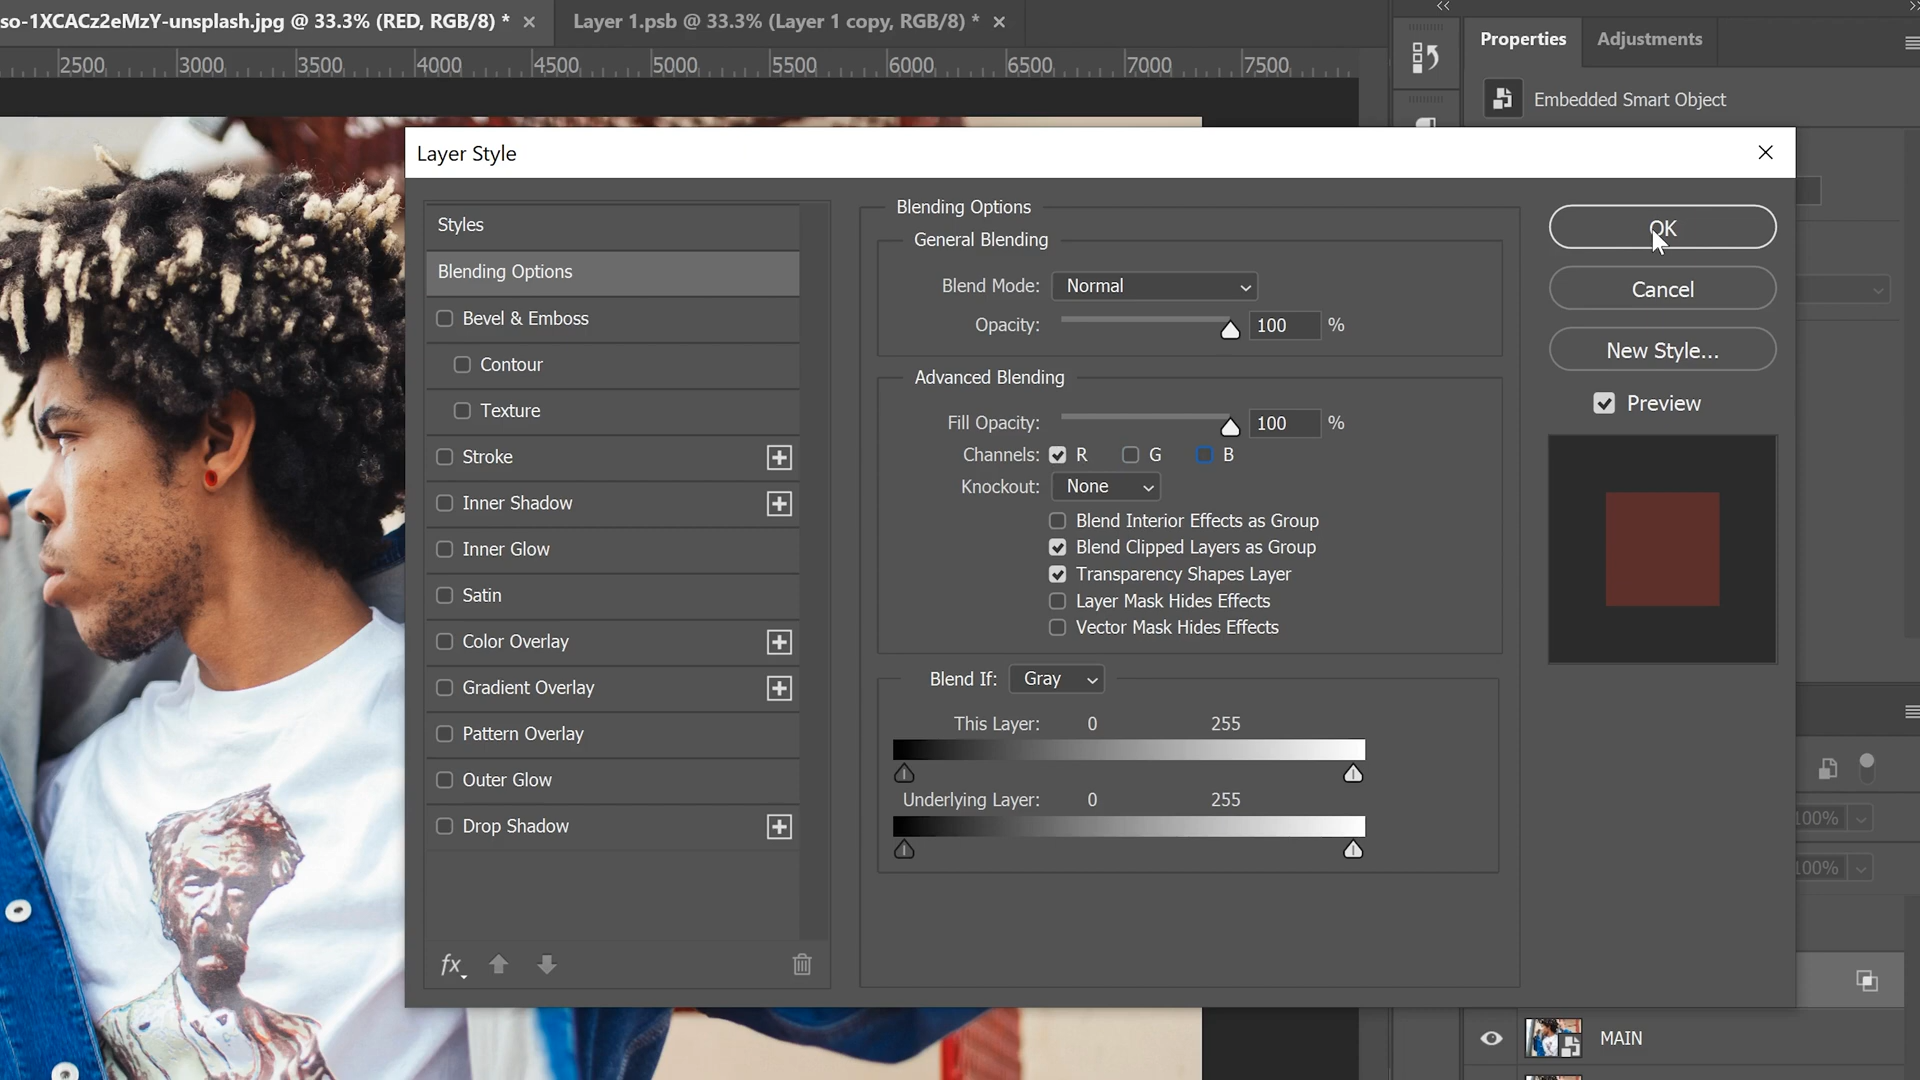 so-1XCACz2eMzY-unsplash.jpg @ 33.3% (RED, RGB/8) *
Layer 1.psb @ 33.3% (Layer 1 copy, RGB/8) *
Properties
Adjustments
2500 3000 3500 4000 4500 5000 5500 6000 6500 7000 7500
Embedded Smart Object
Layer Style
Styles
Blending Options
Bevel & Emboss
Contour
Texture
Stroke
Inner Shadow
Inner Glow
Satin
Color Overlay
Gradient Overlay
Pattern Overlay
Outer Glow
Drop Shadow
fx
Blending Options
General Blending
Blend Mode: Normal
Opacity: 100 %
Advanced Blending
Fill Opacity: 100 %
Channels: R G B
Knockout: None
Blend Interior Effects as Group
Blend Clipped Layers as Group
Transparency Shapes Layer
Layer Mask Hides Effects
Vector Mask Hides Effects
Blend If: Gray
This Layer: 0 255
Underlying Layer: 0 255
OK
Cancel
New Style...
Preview
100%
100%
MAIN